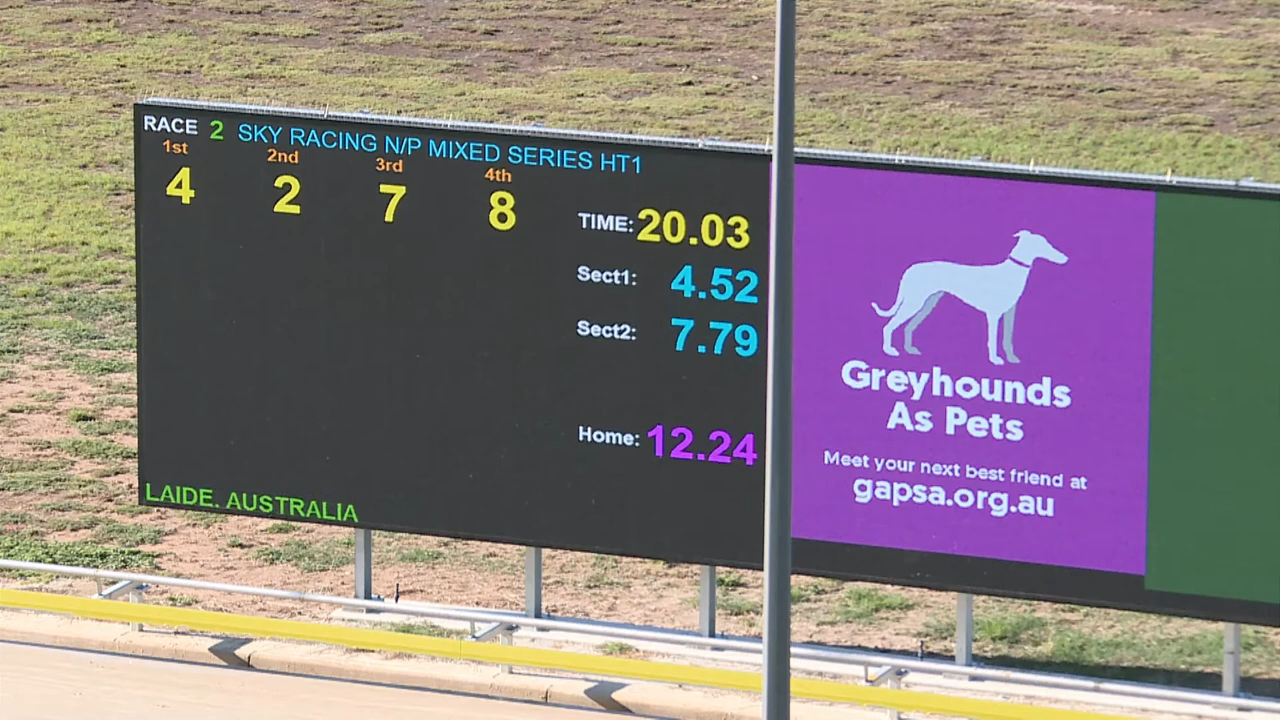 RACE 2 SKY RACING N/P MIXED SERIES HT1
1st 2nd 3rd 4th
4 2 7 8
TIME: 20.03
Sect1: 4.52
Sect2: 7.79
Home: 12.24
LAIDE. AUSTRALIA
Greyhounds
As Pets
Meet your next best friend at
gapsa.org.au